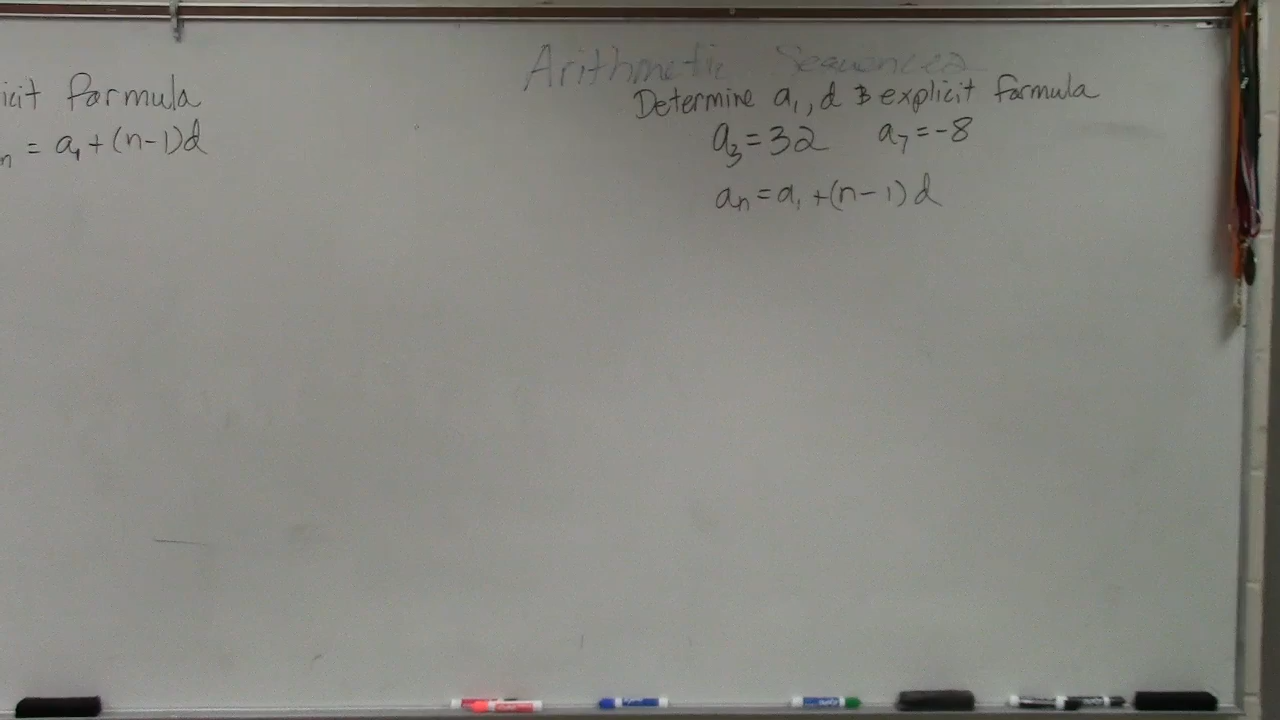 icit formula
n = a₁ + (n-1)d
Arithmetic Sequences
Determine a₁, d & explicit formula
a₃ = 32 a₇ = -8
aₙ = a₁ + (n-1)d